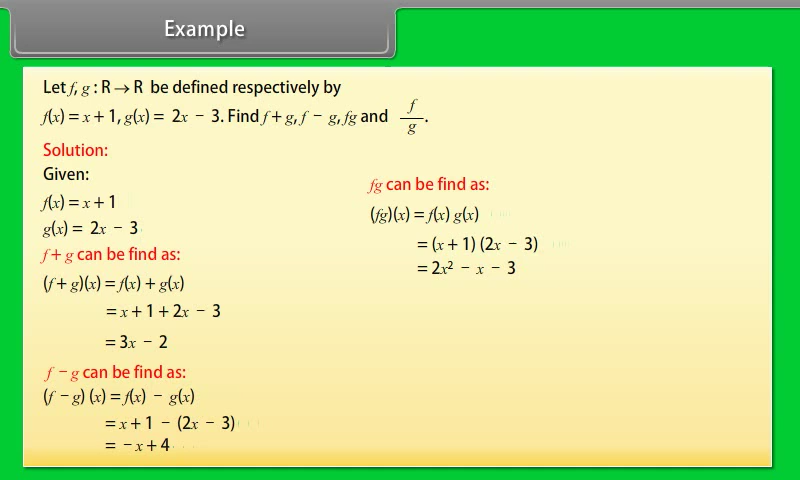 Example
Let f, g : R → R be defined respectively by
f(x) = x + 1, g(x) = 2x − 3. Find f + g, f − g, fg and f/g.
Solution:
Given:
f(x) = x + 1
g(x) = 2x − 3
f + g can be find as:
(f + g)(x) = f(x) + g(x)
= x + 1 + 2x − 3
= 3x − 2
f − g can be find as:
(f − g) (x) = f(x) − g(x)
= x + 1 − (2x − 3)
= −x + 4
fg can be find as:
(fg)(x) = f(x) g(x)
= (x + 1) (2x − 3)
= 2x² − x − 3